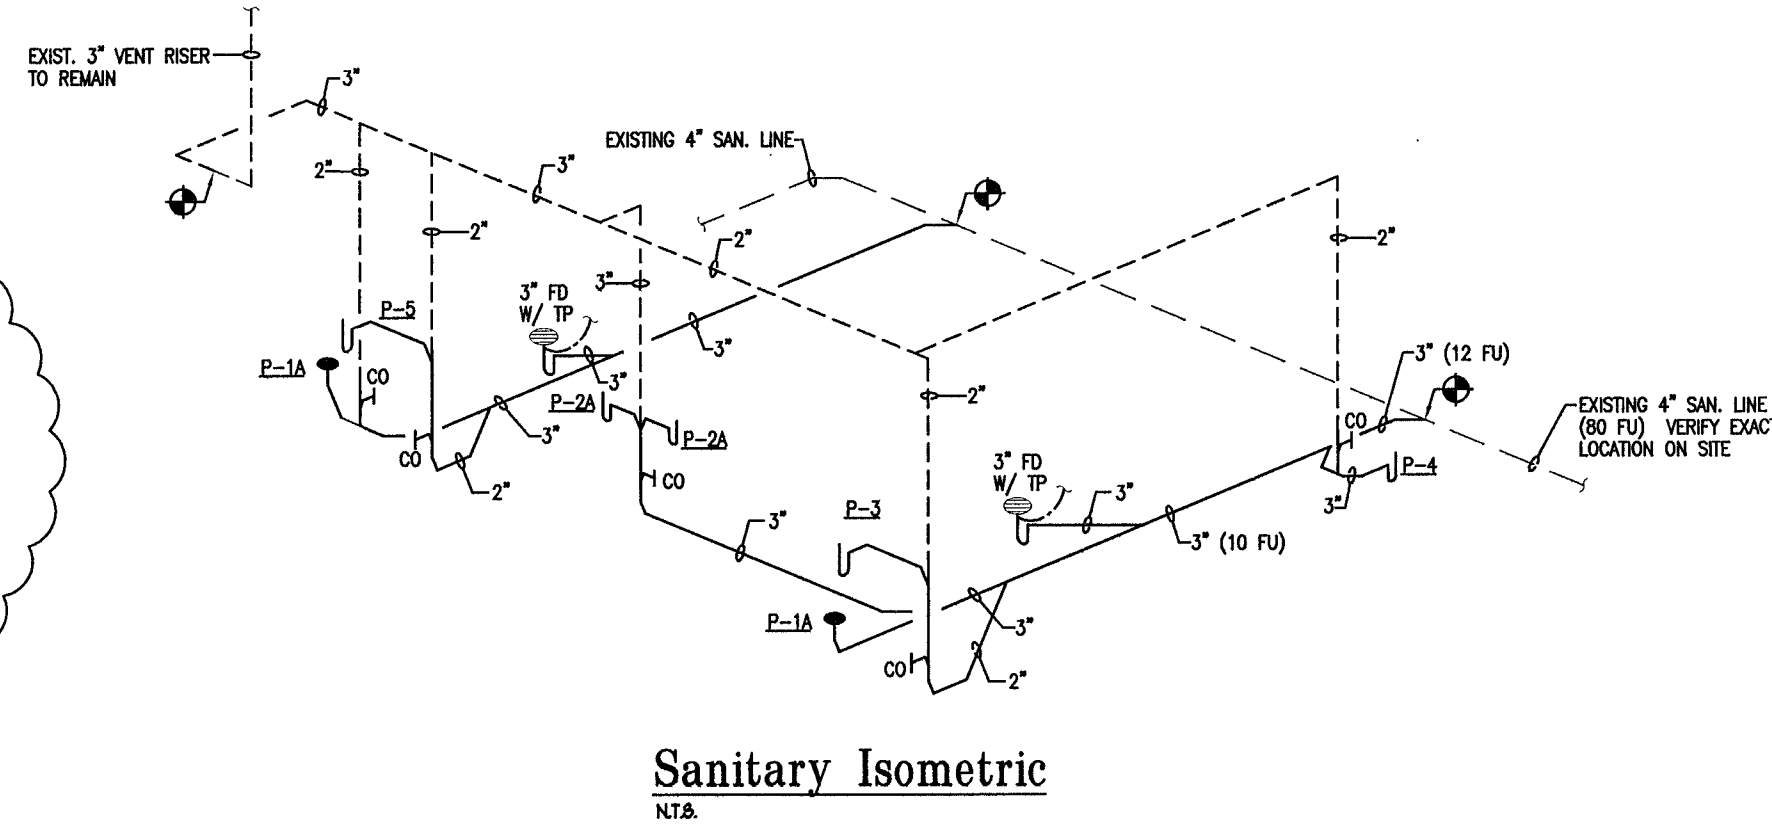 EXIST. 3" VENT RISER
TO REMAIN
3"
EXISTING 4" SAN. LINE
3"
2"
2"
2"
2"
3"
3" FD
W/ TP
P-5
3"
3" (12 FU)
P-1A
CO
3"
2"
P-2A
EXISTING 4" SAN. LINE
(80 FU) VERIFY EXAC
LOCATION ON SITE
CO
3"
P-2A
CO
3" FD
W/ TP
P-4
2"
CO
3"
3"
P-3
3"
3" (10 FU)
P-1A
3"
CO
2"
Sanitary Isometric
N.T.S.